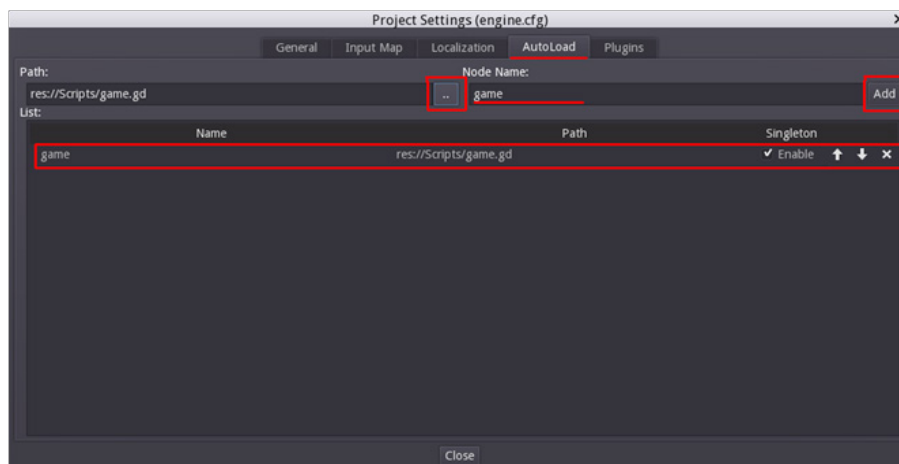 Project Settings (engine.cfg)
General Input Map Localization AutoLoad Plugins
Path: Node Name:
res://Scripts/game.gd .. game Add
List:
Name Path Singleton
game res://Scripts/game.gd Enable
Close